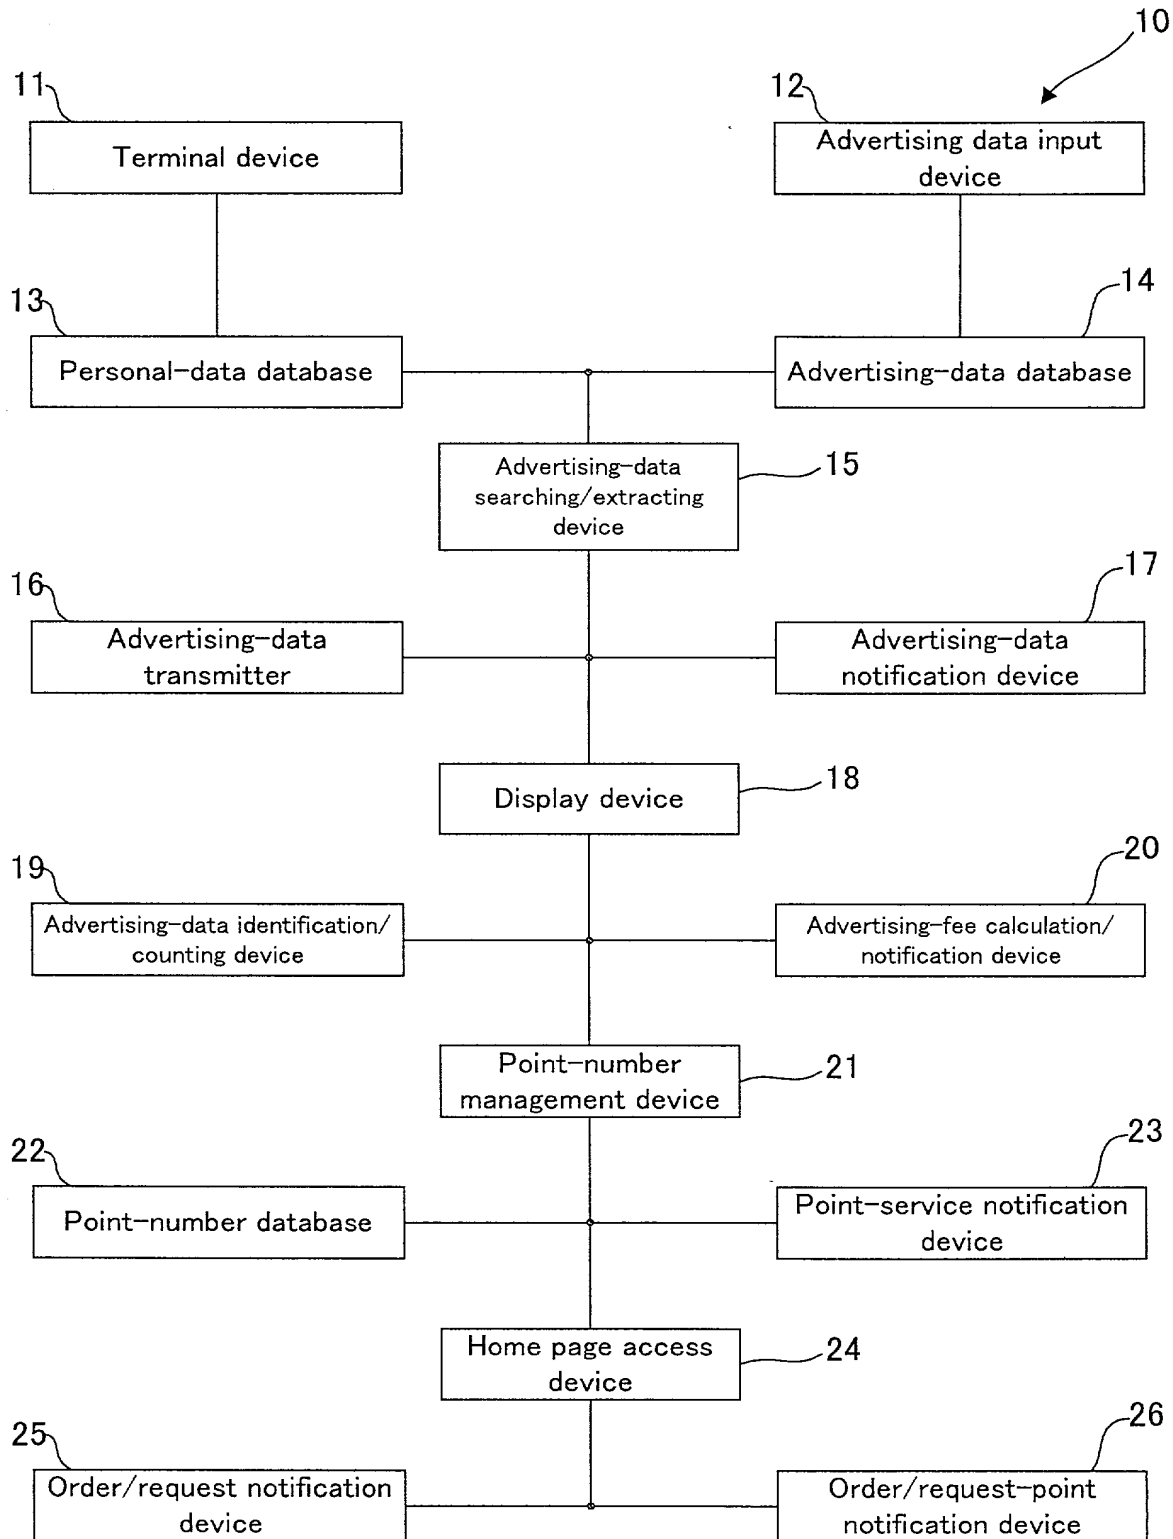 10
11
12
Terminal device
Advertising data input
device
13
14
Personal-data database
Advertising-data database
Advertising-data
searching/extracting
device
15
16
17
Advertising-data
transmitter
Advertising-data
notification device
Display device
18
19
20
Advertising-data identification/
counting device
Advertising-fee calculation/
notification device
Point-number
management device
21
22
23
Point-number database
Point-service notification
device
Home page access
device
24
25
26
Order/request notification
device
Order/request-point
notification device